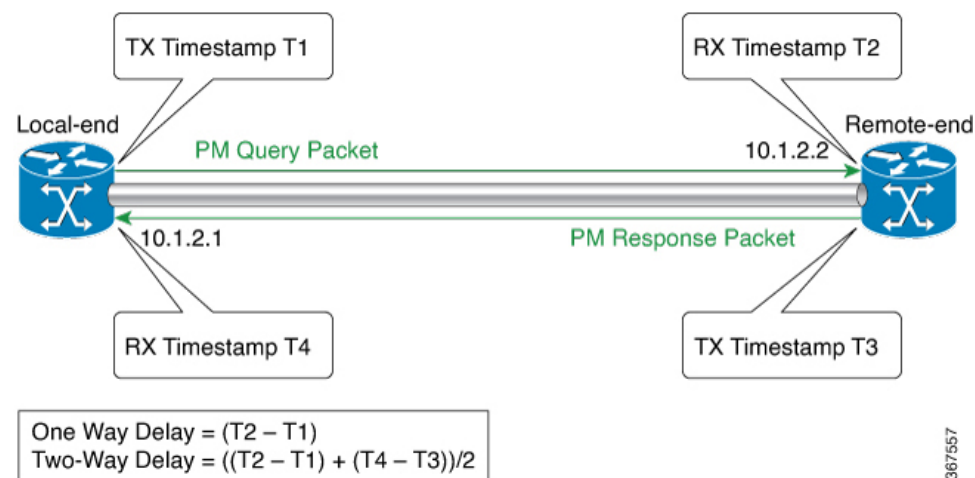 TX Timestamp T1
RX Timestamp T2
Local-end
Remote-end
PM Query Packet
10.1.2.2
10.1.2.1
PM Response Packet
RX Timestamp T4
TX Timestamp T3
One Way Delay = (T2 – T1)
Two-Way Delay = ((T2 – T1) + (T4 – T3))/2
367557